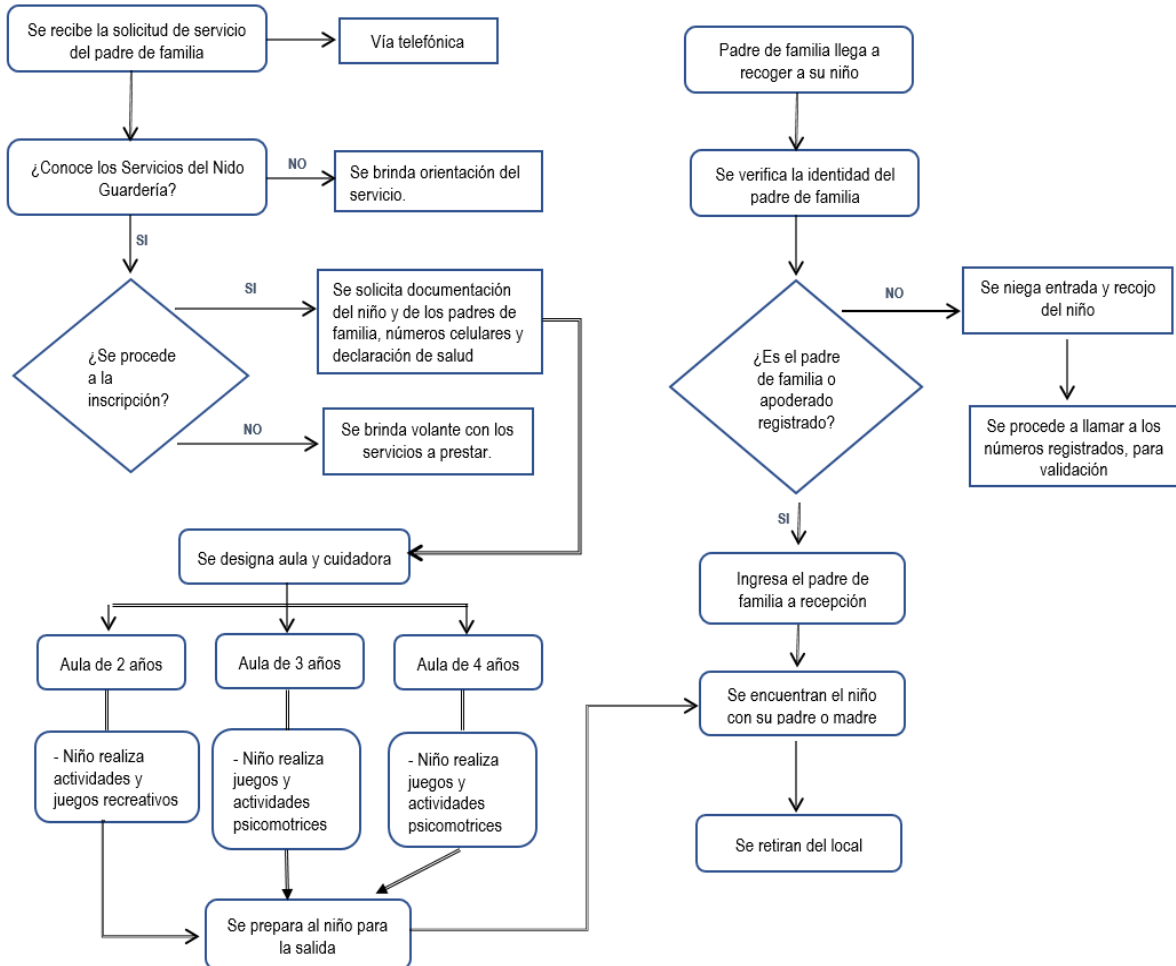 Se recibe la solicitud de servicio
del padre de familia
Vía telefónica
¿Conoce los Servicios del Nido
Guardería?
NO
Se brinda orientación del
servicio.
SI
¿Se procede
a la
inscripción?
SI
Se solicita documentación
del niño y de los padres de
familia, números celulares y
declaración de salud
NO
Se brinda volante con los
servicios a prestar.
Se designa aula y cuidadora
Aula de 2 años
Aula de 3 años
Aula de 4 años
- Niño realiza
actividades y
juegos recreativos
- Niño realiza
juegos y
actividades
psicomotrices
- Niño realiza
juegos y
actividades
psicomotrices
Se prepara al niño para
la salida
Padre de familia llega a
recoger a su niño
Se verifica la identidad del
padre de familia
¿Es el padre
de familia o
apoderado
registrado?
NO
Se niega entrada y recojo
del niño
Se procede a llamar a los
números registrados, para
validación
SI
Ingresa el padre de
familia a recepción
Se encuentran el niño
con su padre o madre
Se retiran del local